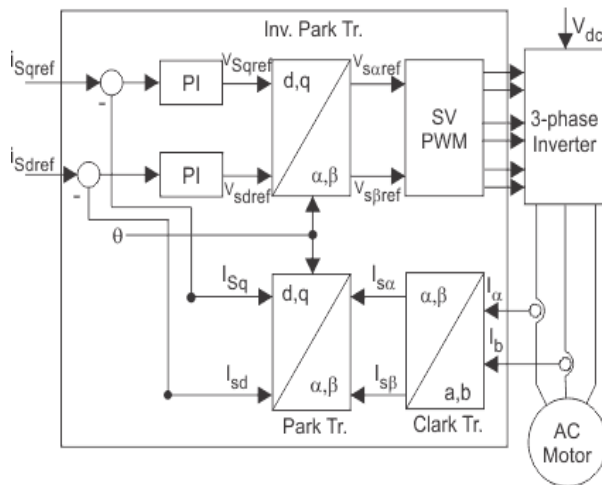 Inv. Park Tr.
V_dc
i_Sqref
V_Sqref
V_sαref
PI
d,q
SV
PWM
3-phase
Inverter
-
i_Sdref
PI
V_sdref
α,β
V_sβref
-
θ
I_Sq
d,q
I_sα
α,β
I_α
I_b
I_sd
α,β
I_sβ
a,b
Park Tr.
Clark Tr.
AC
Motor